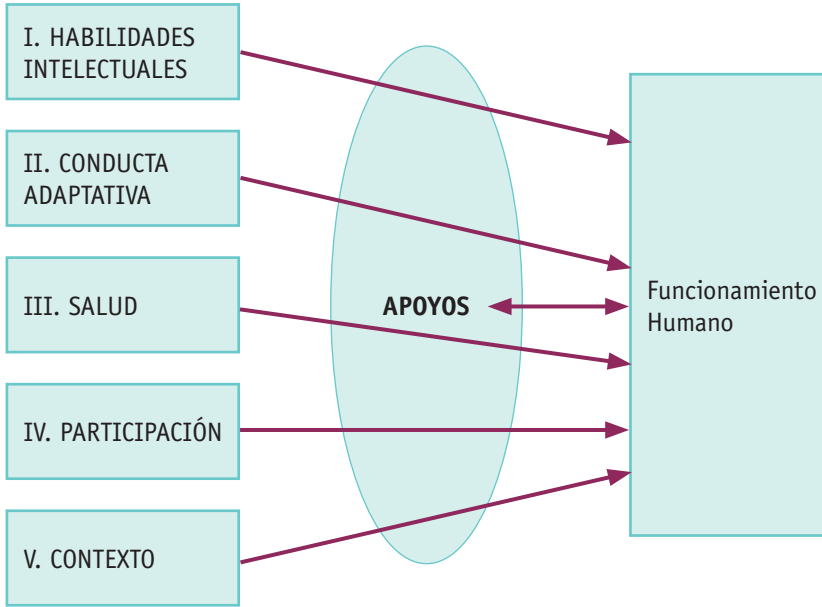 I. HABILIDADES
INTELECTUALES
II. CONDUCTA
ADAPTATIVA
III. SALUD
IV. PARTICIPACIÓN
V. CONTEXTO
APOYOS
Funcionamiento
Humano